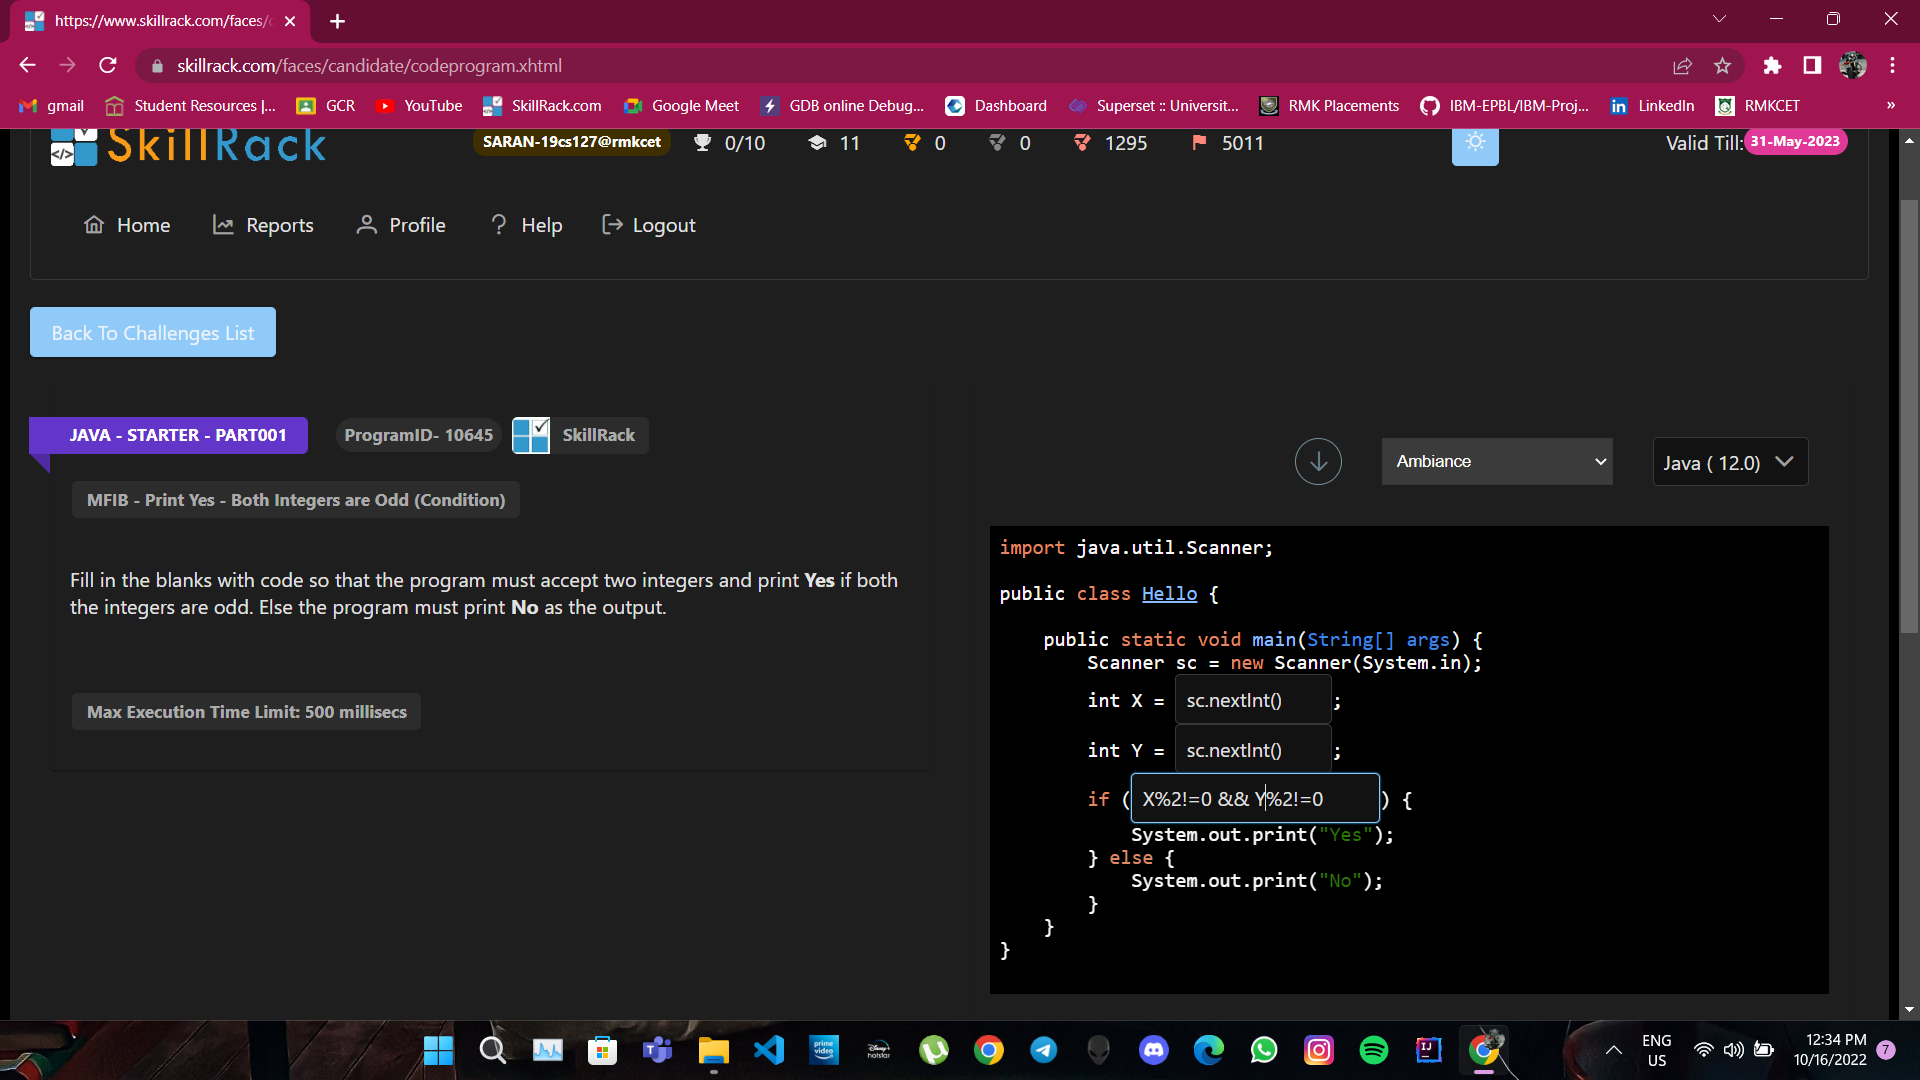 https://www.skillrack.com/faces/c
skillrack.com/faces/candidate/codeprogram.xhtml
gmail Student Resources |... GCR YouTube SkillRack.com Google Meet GDB online Debug... Dashboard Superset :: Universit... RMK Placements IBM-EPBL/IBM-Proj... LinkedIn RMKCET »
SkillRack SARAN-19cs127@rmkcet 0/10 11 0 0 1295 5011 Valid Till: 31-May-2023
Home Reports Profile Help Logout
Back To Challenges List
JAVA - STARTER - PART001 ProgramID- 10645 SkillRack
MFIB - Print Yes - Both Integers are Odd (Condition)
Fill in the blanks with code so that the program must accept two integers and print Yes if both
the integers are odd. Else the program must print No as the output.
Max Execution Time Limit: 500 millisecs
Ambiance Java ( 12.0)
import java.util.Scanner;
public class Hello {
public static void main(String[] args) {
Scanner sc = new Scanner(System.in);
int X = sc.nextInt() ;
int Y = sc.nextInt() ;
if ( X%2!=0 && Y%2!=0 ) {
System.out.print("Yes");
} else {
System.out.print("No");
}
}
}
prime video
Disney+ hotstar
IJ
ENG
US
12:34 PM
10/16/2022
7